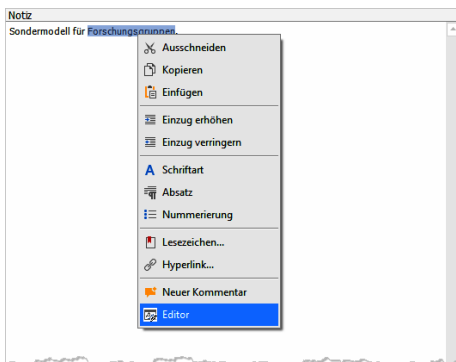 Notiz
Sondermodell für Forschungsgruppen.
Ausschneiden
Kopieren
Einfügen
Einzug erhöhen
Einzug verringern
Schriftart
Absatz
Nummerierung
Lesezeichen...
Hyperlink...
Neuer Kommentar
Editor